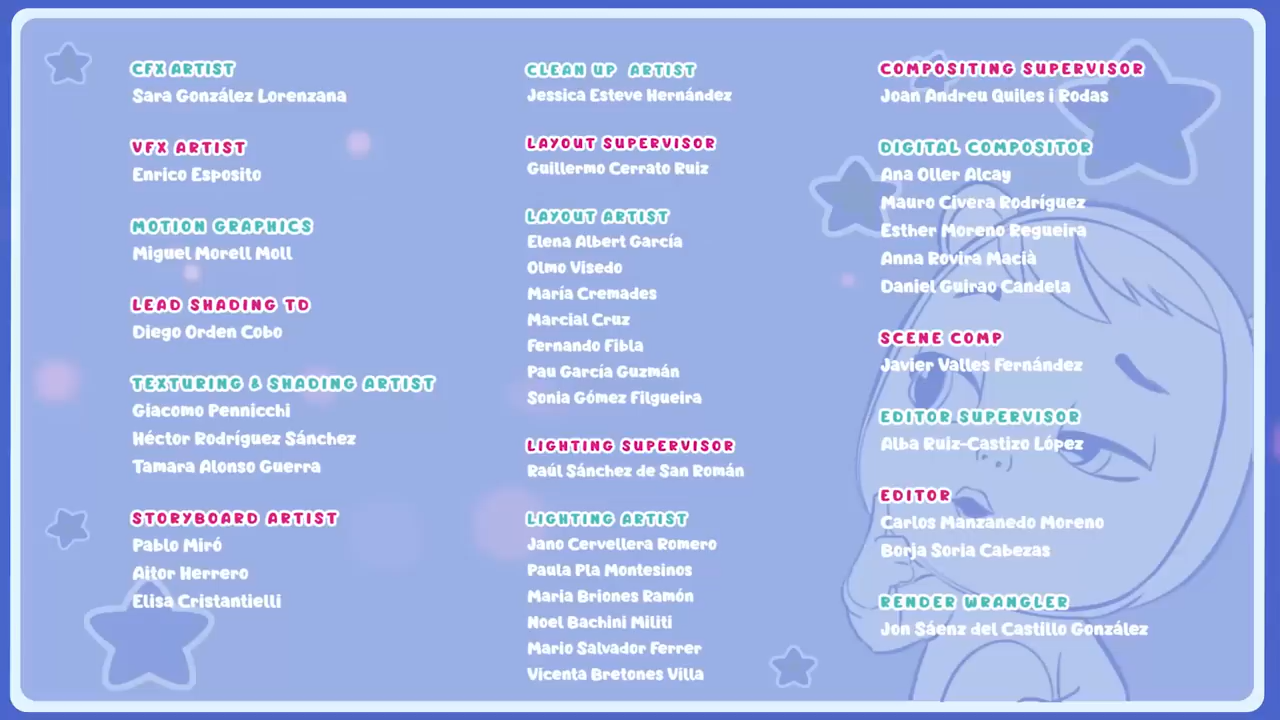 CFX ARTIST
Sara González Lorenzana
VFX ARTIST
Enrico Esposito
MOTION GRAPHICS
Miguel Morell Moll
LEAD SHADING TD
Diego Orden Cobo
TEXTURING & SHADING ARTIST
Giacomo Pennicchi
Héctor Rodríguez Sánchez
Tamara Alonso Guerra
STORYBOARD ARTIST
Pablo Miró
Aitor Herrero
Elisa Cristantielli
CLEAN UP ARTIST
Jessica Esteve Hernández
LAYOUT SUPERVISOR
Guillermo Cerrato Ruiz
LAYOUT ARTIST
Elena Albert García
Olmo Visedo
María Cremades
Marcial Cruz
Fernando Fibla
Pau García Guzmán
Sonia Gómez Filgueira
LIGHTING SUPERVISOR
Raúl Sánchez de San Román
LIGHTING ARTIST
Jano Cervellera Romero
Paula Pla Montesinos
Maria Briones Ramón
Noel Bachini Militi
Mario Salvador Ferrer
Vicenta Bretones Villa
COMPOSITING SUPERVISOR
Joan Andreu Quiles i Rodas
DIGITAL COMPOSITOR
Ana Oller Alcay
Mauro Civera Rodríguez
Esther Moreno Regueira
Anna Rovira Macià
Daniel Guirao Candela
SCENE COMP
Javier Valles Fernández
EDITOR SUPERVISOR
Alba Ruiz-Castizo López
EDITOR
Carlos Manzanedo Moreno
Borja Soria Cabezas
RENDER WRANGLER
Jon Sáenz del Castillo González